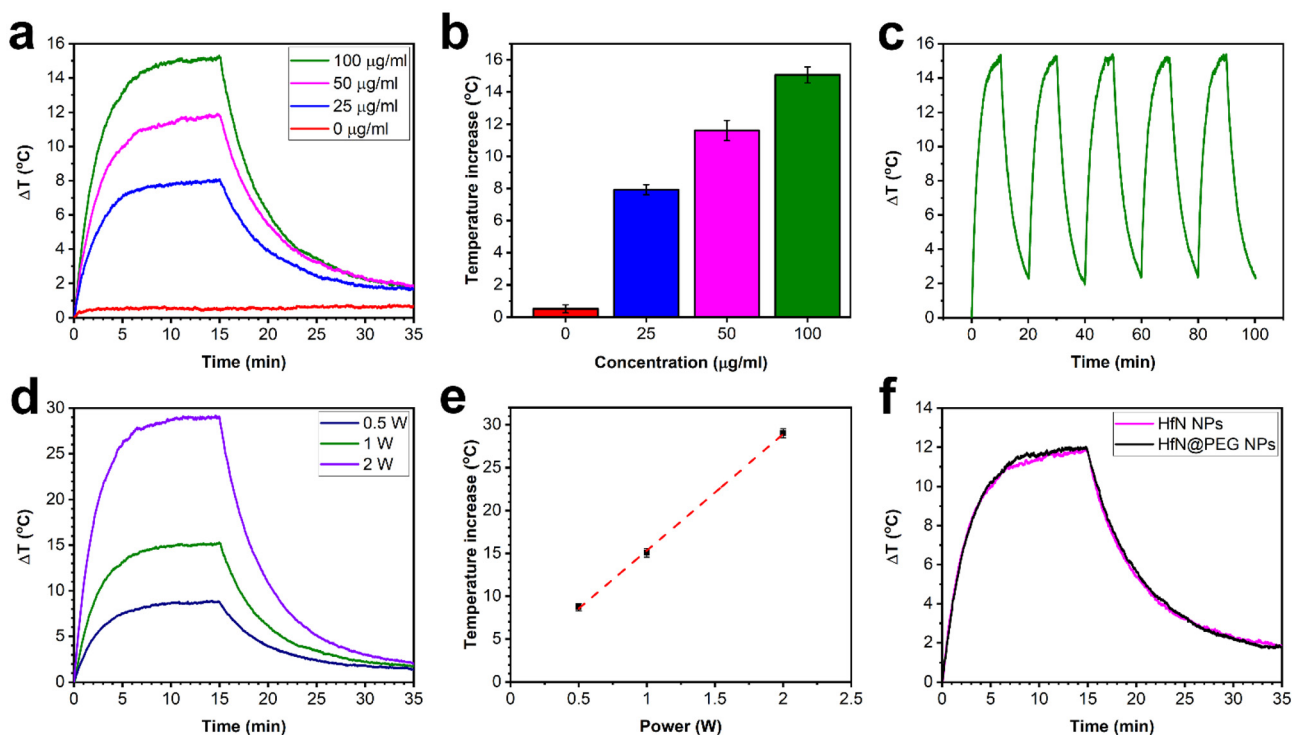 a
16
14
12
10
8
6
4
2
0
ΔT (ºC)
0 5 10 15 20 25 30 35
Time (min)
100 µg/ml
50 µg/ml
25 µg/ml
0 µg/ml
b
18
16
14
12
10
8
6
4
2
0
Temperature increase (ºC)
0 25 50 100
Concentration (µg/ml)
c
16
14
12
10
8
6
4
2
0
ΔT (ºC)
0 20 40 60 80 100
Time (min)
d
30
25
20
15
10
5
0
ΔT (ºC)
0 5 10 15 20 25 30 35
Time (min)
0.5 W
1 W
2 W
e
30
25
20
15
10
5
0
Temperature increase (ºC)
0 0.5 1 1.5 2 2.5
Power (W)
f
14
12
10
8
6
4
2
0
ΔT (ºC)
0 5 10 15 20 25 30 35
Time (min)
HfN NPs
HfN@PEG NPs